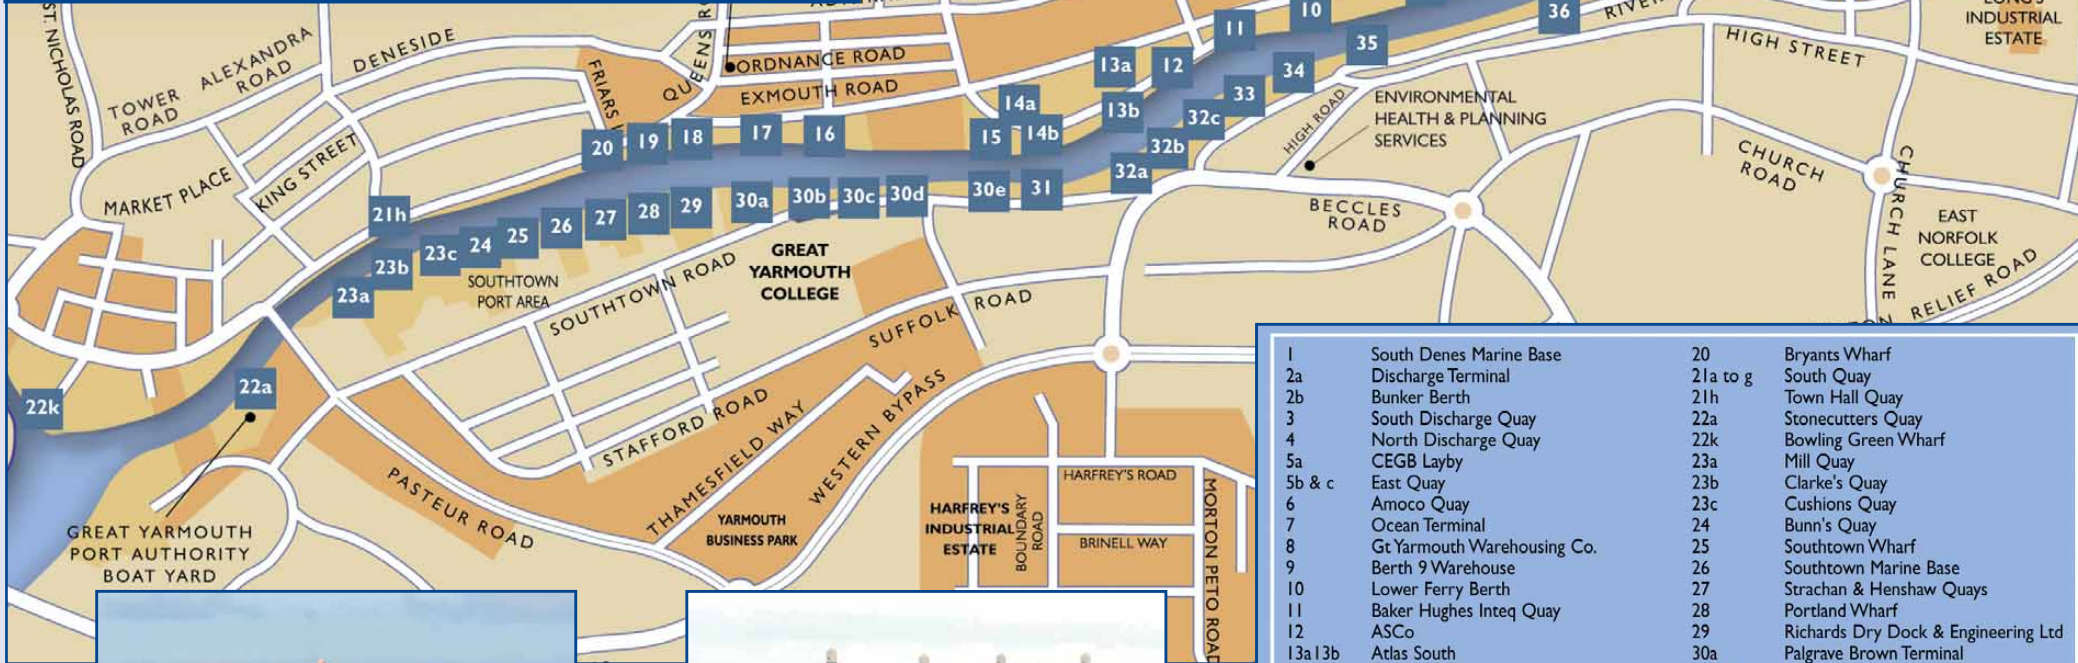 ST. NICHOLAS ROAD
TOWER
ROAD
ALEXANDRA
ROAD
DENESIDE
MARKET PLACE
KING STREET
FRIARS
QUEENS
ORDNANCE ROAD
EXMOUTH ROAD
10
11
12
13a
13b
14a
14b
15
16
17
18
19
20
21h
22a
22k
23a
23b
23c
24
25
26
27
28
29
30a
30b
30c
30d
30e
31
32a
32b
32c
33
34
35
36
HIGH STREET
INDUSTRIAL
ESTATE
HIGH ROAD
ENVIRONMENTAL
HEALTH & PLANNING
SERVICES
CHURCH
ROAD
CHURCH LANE
BECCLES
ROAD
EAST
NORFOLK
COLLEGE
RELIEF ROAD
SOUTHTOWN
PORT AREA
SOUTHTOWN ROAD
GREAT
YARMOUTH
COLLEGE
SUFFOLK ROAD
STAFFORD ROAD
THAMESFIELD WAY
WESTERN BYPASS
PASTEUR ROAD
YARMOUTH
BUSINESS PARK
GREAT YARMOUTH
PORT AUTHORITY
BOAT YARD
HARFREY'S
INDUSTRIAL
ESTATE
BOUNDARY
ROAD
HARFREY'S ROAD
BRINELL WAY
MORTON PETO ROAD
1 South Denes Marine Base
2a Discharge Terminal
2b Bunker Berth
3 South Discharge Quay
4 North Discharge Quay
5a CEGB Layby
5b & c East Quay
6 Amoco Quay
7 Ocean Terminal
8 Gt Yarmouth Warehousing Co.
9 Berth 9 Warehouse
10 Lower Ferry Berth
11 Baker Hughes Inteq Quay
12 ASCo
13a13b Atlas South
20 Bryants Wharf
21a to g South Quay
21h Town Hall Quay
22a Stonecutters Quay
22k Bowling Green Wharf
23a Mill Quay
23b Clarke's Quay
23c Cushions Quay
24 Bunn's Quay
25 Southtown Wharf
26 Southtown Marine Base
27 Strachan & Henshaw Quays
28 Portland Wharf
29 Richards Dry Dock & Engineering Ltd
30a Palgrave Brown Terminal